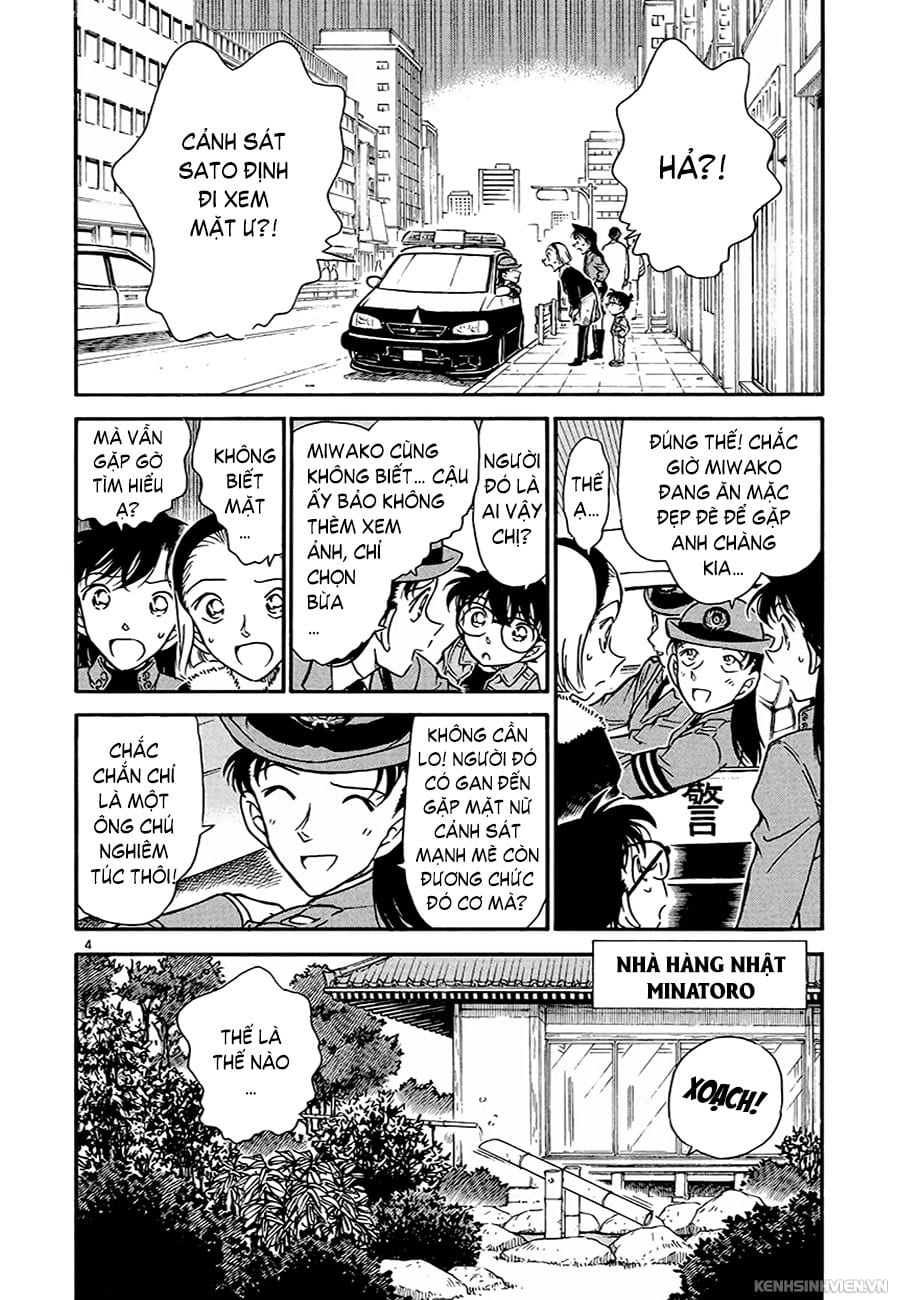 HẢ?!
CẢNH SÁT
SATO ĐỊNH
ĐI XEM
MẶT Ư?!
ĐÚNG THẾ! CHẮC
GIỜ MIWAKO
ĐANG ĂN MẶC
ĐẸP ĐẼ ĐỂ GẶP
ANH CHÀNG
KIA...
THẾ
Ạ...
警
NGƯỜI
ĐÓ LÀ
AI VẬY
CHỊ?
MIWAKO CŨNG
KHÔNG BIẾT... CẬU
ẤY BẢO KHÔNG
THÈM XEM
ẢNH, CHỈ
CHỌN
BỪA
...
KHÔNG
BIẾT
MẶT
...
MÀ VẪN
GẶP GỠ
TÌM HIỂU
Ạ?
KHÔNG CẦN
LO! NGƯỜI ĐÓ
CÓ GAN ĐẾN
GẶP MẶT NỮ
CẢNH SÁT
MẠNH MẼ CÒN
ĐƯƠNG CHỨC
ĐÓ CƠ MÀ?
CHẮC
CHẮN CHỈ
LÀ MỘT
ÔNG CHÚ
NGHIÊM
TÚC THÔI!
4
NHÀ HÀNG NHẬT
MINATORO
XOẠCH!
THẾ LÀ
THẾ NÀO
...
KENHSINHVIEN.VN